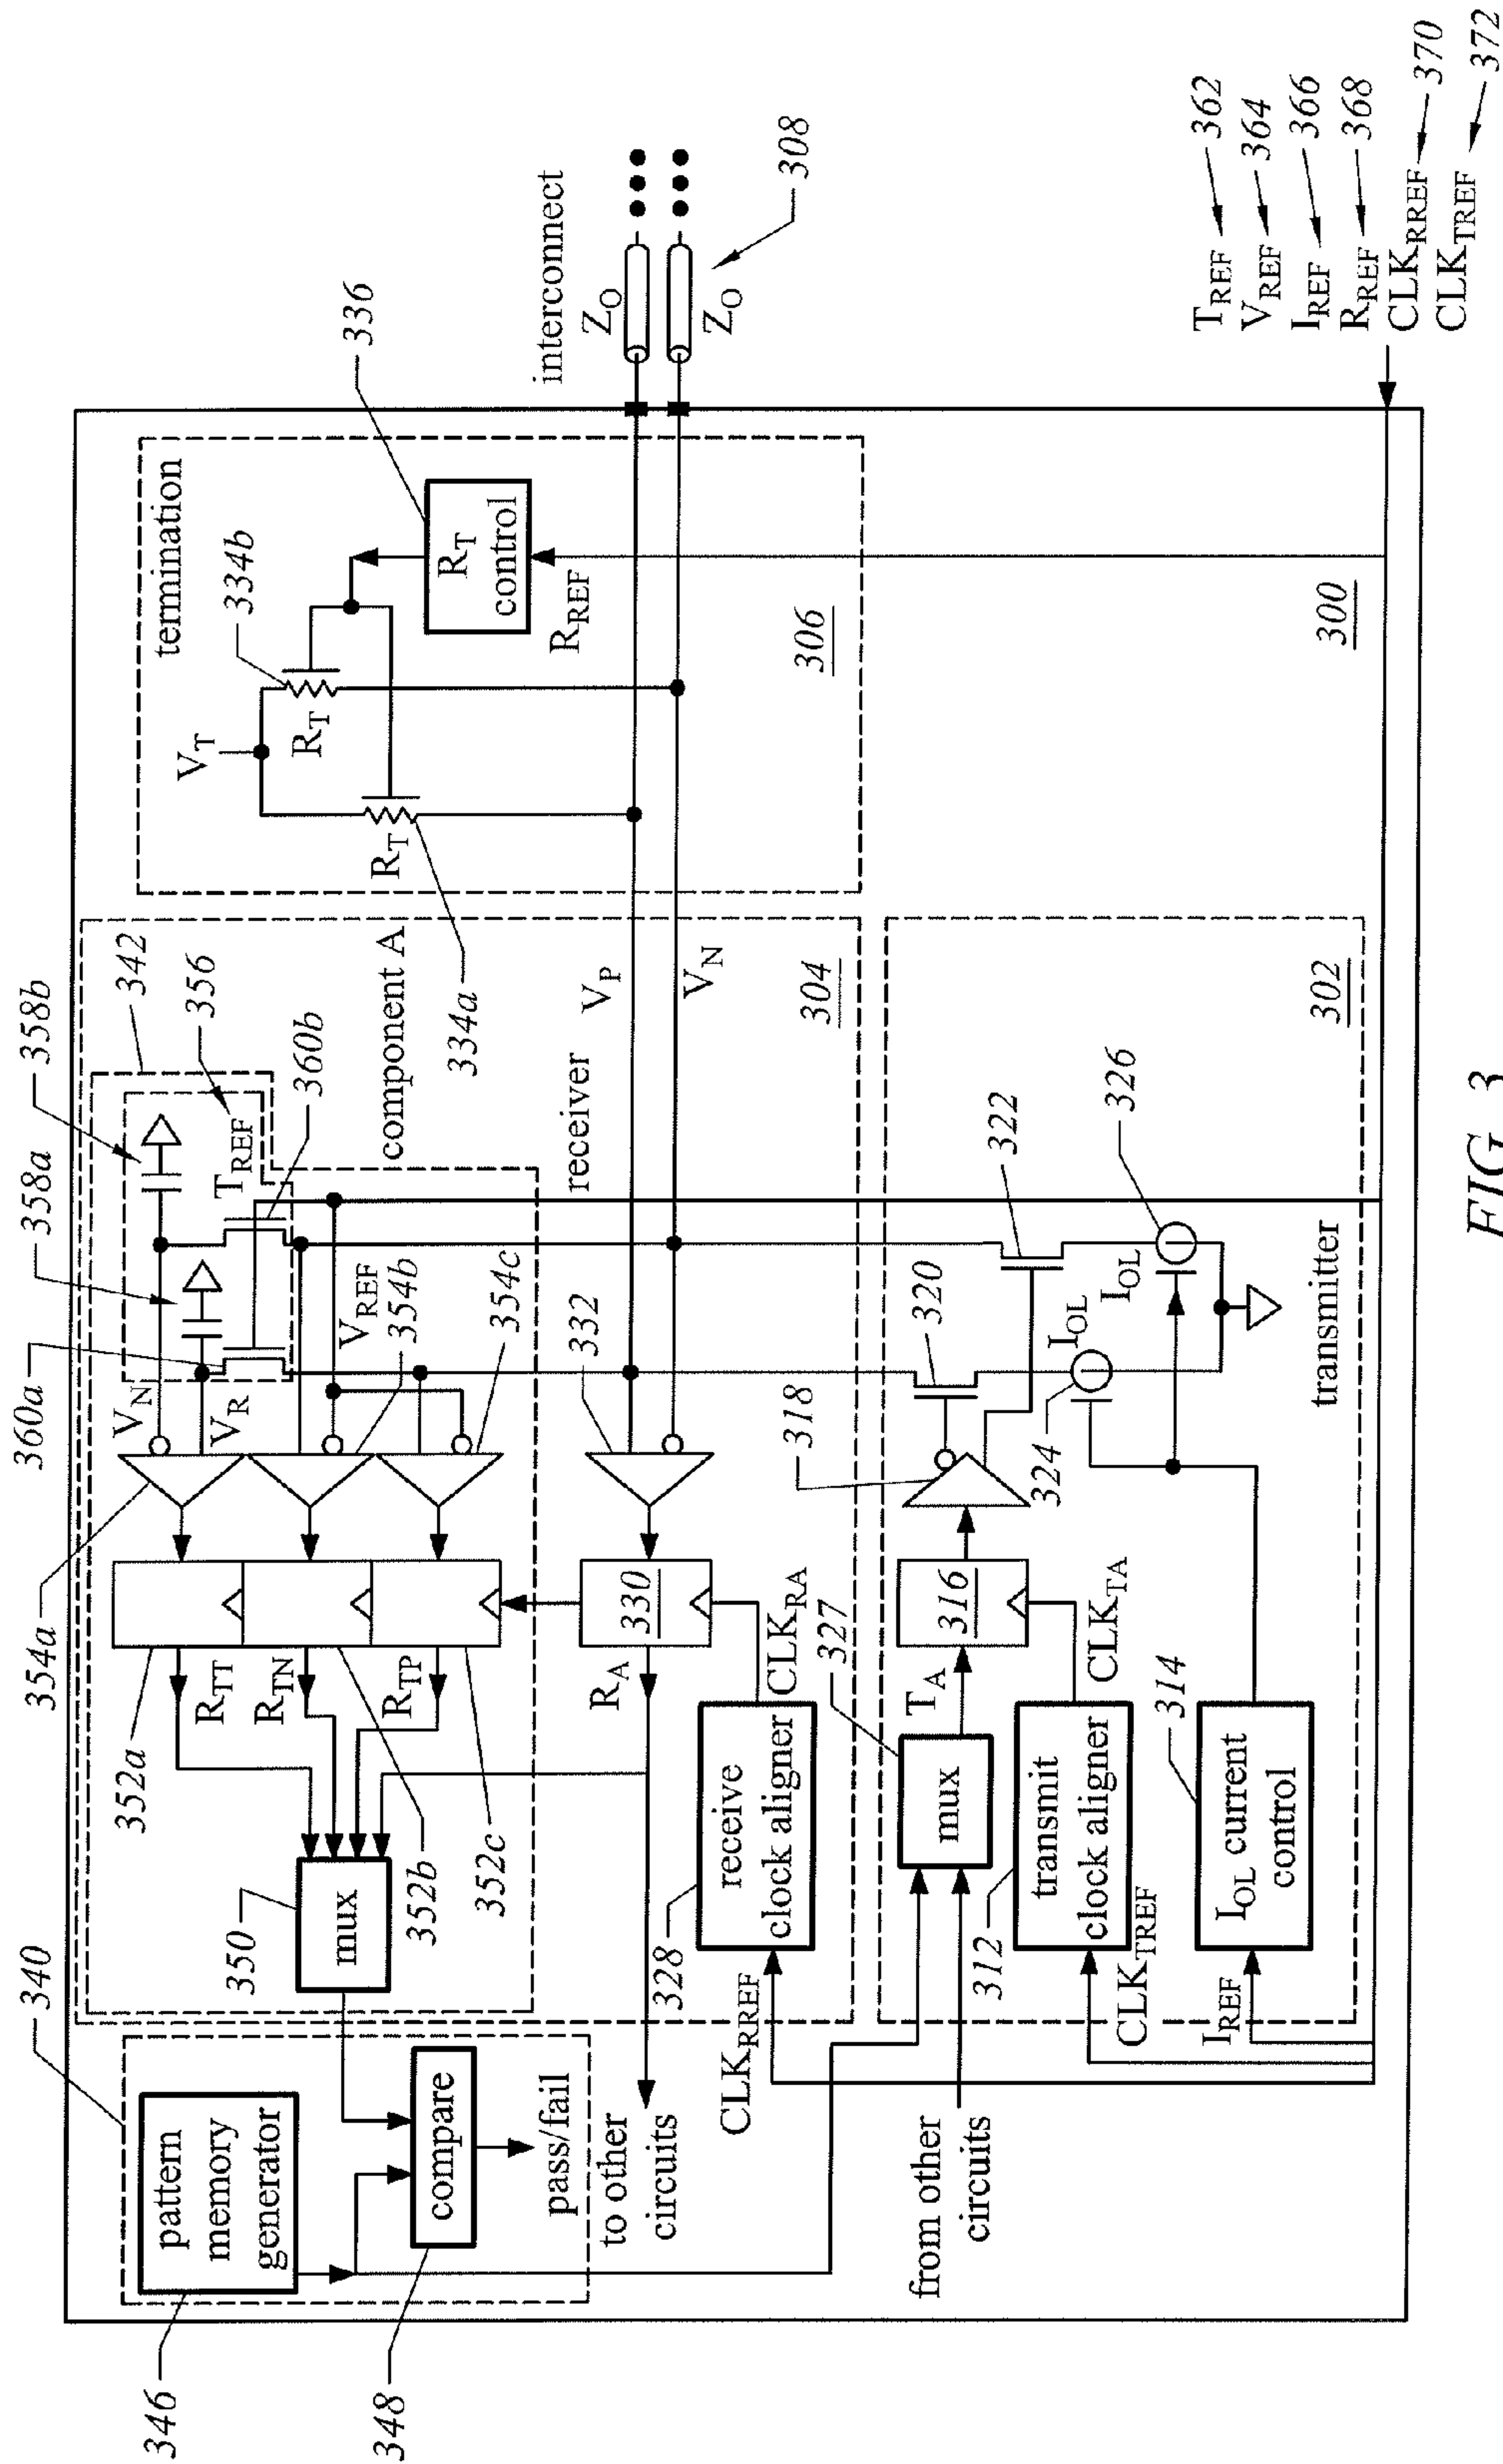 340
346
pattern
memory
generator
348
compare
pass/fail
to other
circuits
from other
circuits
350
mux
352a
352b
352c
R_TT
R_TN
R_TP
R_A
354a
360a
V_N
V_R
358a
358b
342
T_REF
356
360b
V_REF
354b
354c
component A
332
receiver
330
CLK_RA
328
receive
clock aligner
CLK_RREF
304
V_P
V_N
334a
termination
V_T
R_T
R_T
334b
336
R_T
control
R_REF
306
interconnect
Z_O
Z_O
308
327
mux
T_A
316
318
320
322
324
I_OL
I_OL
326
312
transmit
clock aligner
CLK_TREF
CLK_TA
314
I_OL current
control
I_REF
transmitter
302
300
T_REF 362
V_REF 364
I_REF 366
R_REF 368
CLK_RREF 370
CLK_TREF 372
FIG. 3